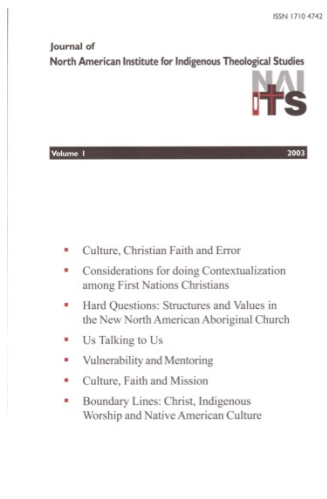 ISSN 1710 4742
Journal of
North American Institute for Indigenous Theological Studies
NAI
iTS
Volume 1 2003
▪ Culture, Christian Faith and Error
▪ Considerations for doing Contextualization
among First Nations Christians
▪ Hard Questions: Structures and Values in
the New North American Aboriginal Church
▪ Us Talking to Us
▪ Vulnerability and Mentoring
▪ Culture, Faith and Mission
▪ Boundary Lines: Christ, Indigenous
Worship and Native American Culture